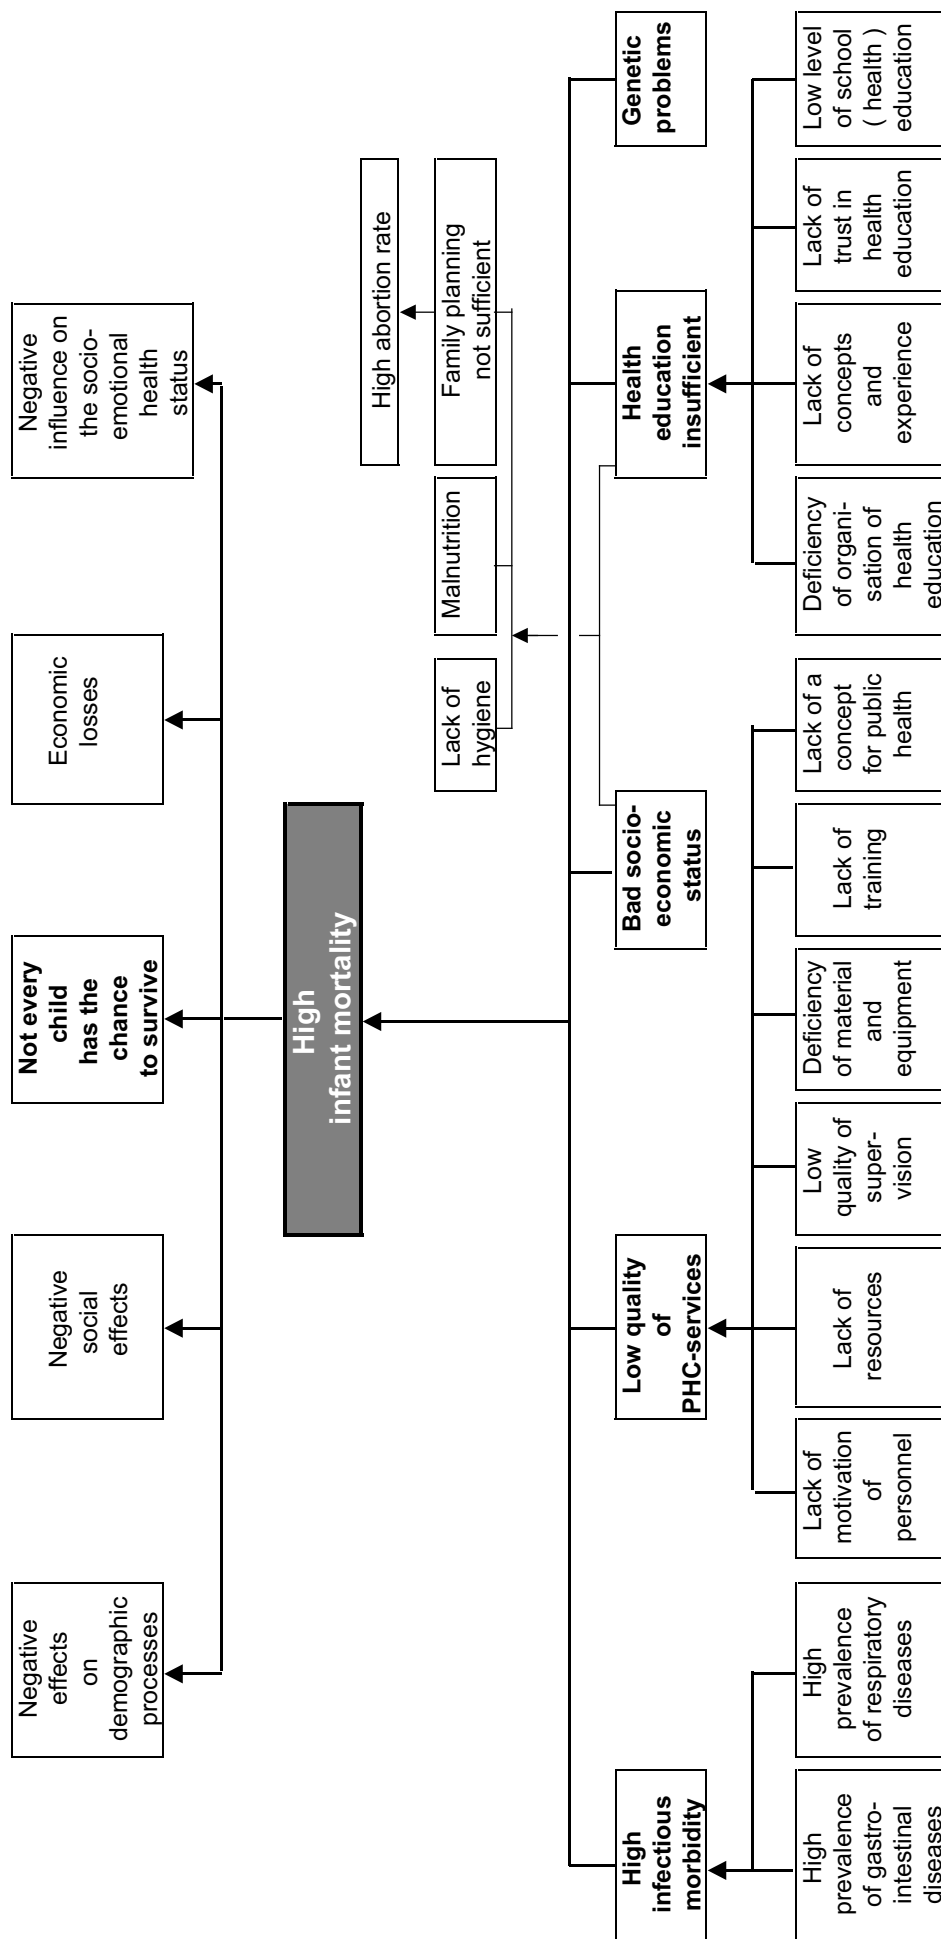 Negative
effects
on
demographic
processes
Negative
social
effects
Not every
child
has the
chance
to survive
Economic
losses
Negative
influence on
the socio-
emotional
health
status
High
infant mortality
High abortion rate
Lack of
hygiene
Malnutrition
Family planning
not sufficient
High
infectious
morbidity
Low quality
of
PHC-services
Bad socio-
economic
status
Health
education
insufficient
Genetic
problems
High
prevalence
of gastro-
intestinal
diseases
High
prevalence
of respiratory
diseases
Lack of
motivation
of
personnel
Lack of
resources
Low
quality of
super-
vision
Deficiency
of material
and
equipment
Lack of
training
Lack of a
concept
for public
health
Deficiency
of organi-
sation of
health
education
Lack of
concepts
and
experience
Lack of
trust in
health
education
Low level
of school
( health )
education